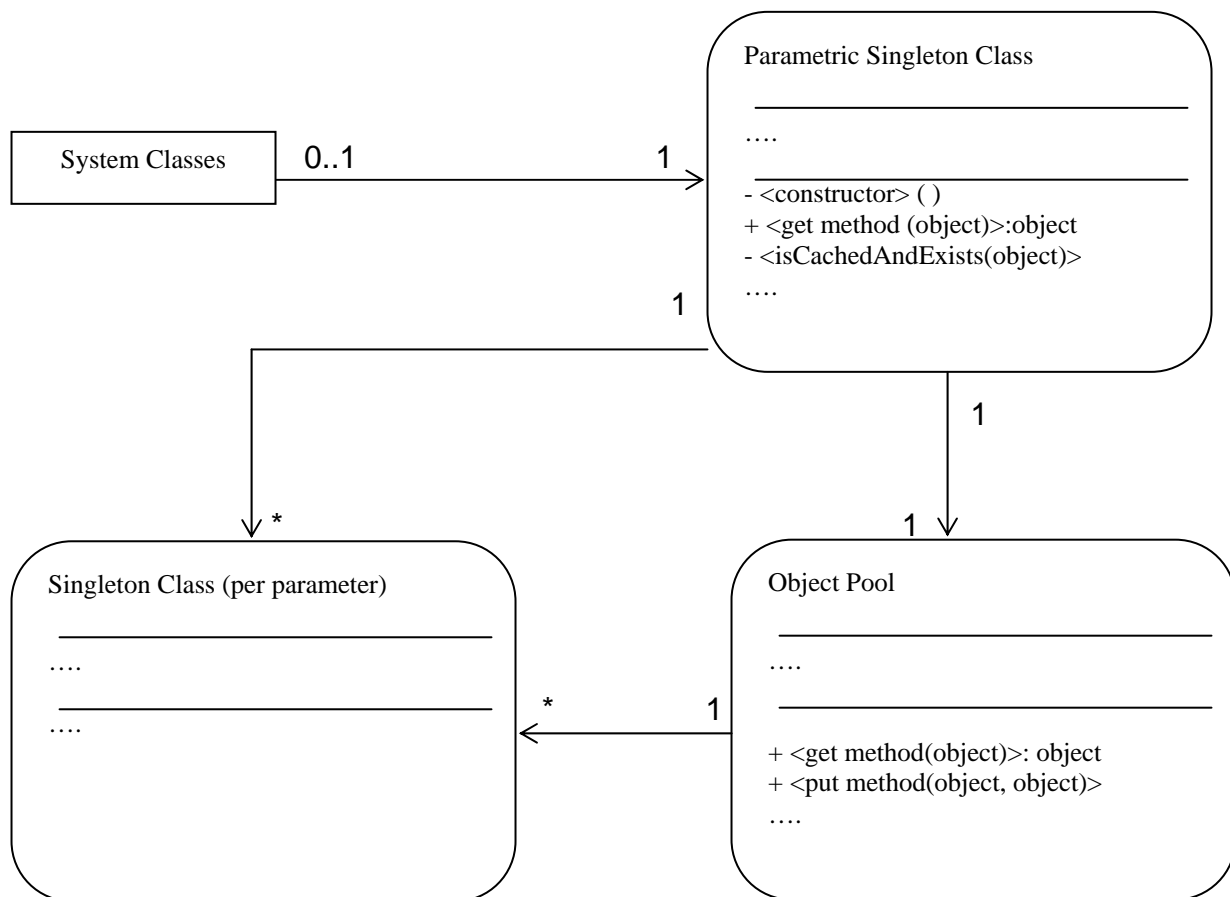 Parametric Singleton Class
….
- <constructor> ( )
+ <get method (object)>:object
- <isCachedAndExists(object)>
….
System Classes
0..1
1
1
*
1
1
Singleton Class (per parameter)
….
….
*
1
Object Pool
….
+ <get method(object)>: object
+ <put method(object, object)>
….